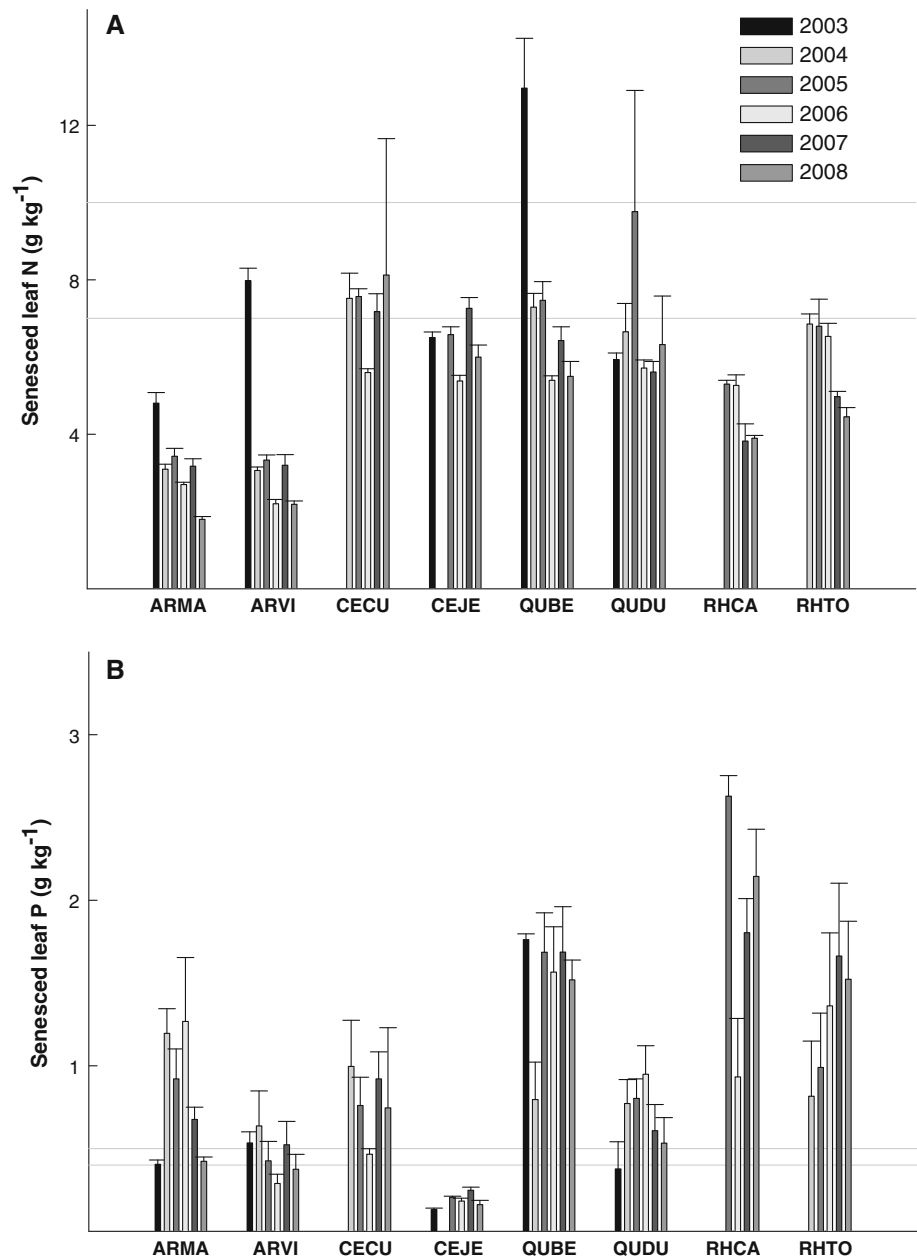 A
2003
2004
2005
2006
2007
2008
12
8
4
Senesced leaf N (g kg-1)
ARMA ARVI CECU CEJE QUBE QUDU RHCA RHTO
B
3
2
1
Senesced leaf P (g kg-1)
ARMA ARVI CECU CEJE QUBE QUDU RHCA RHTO